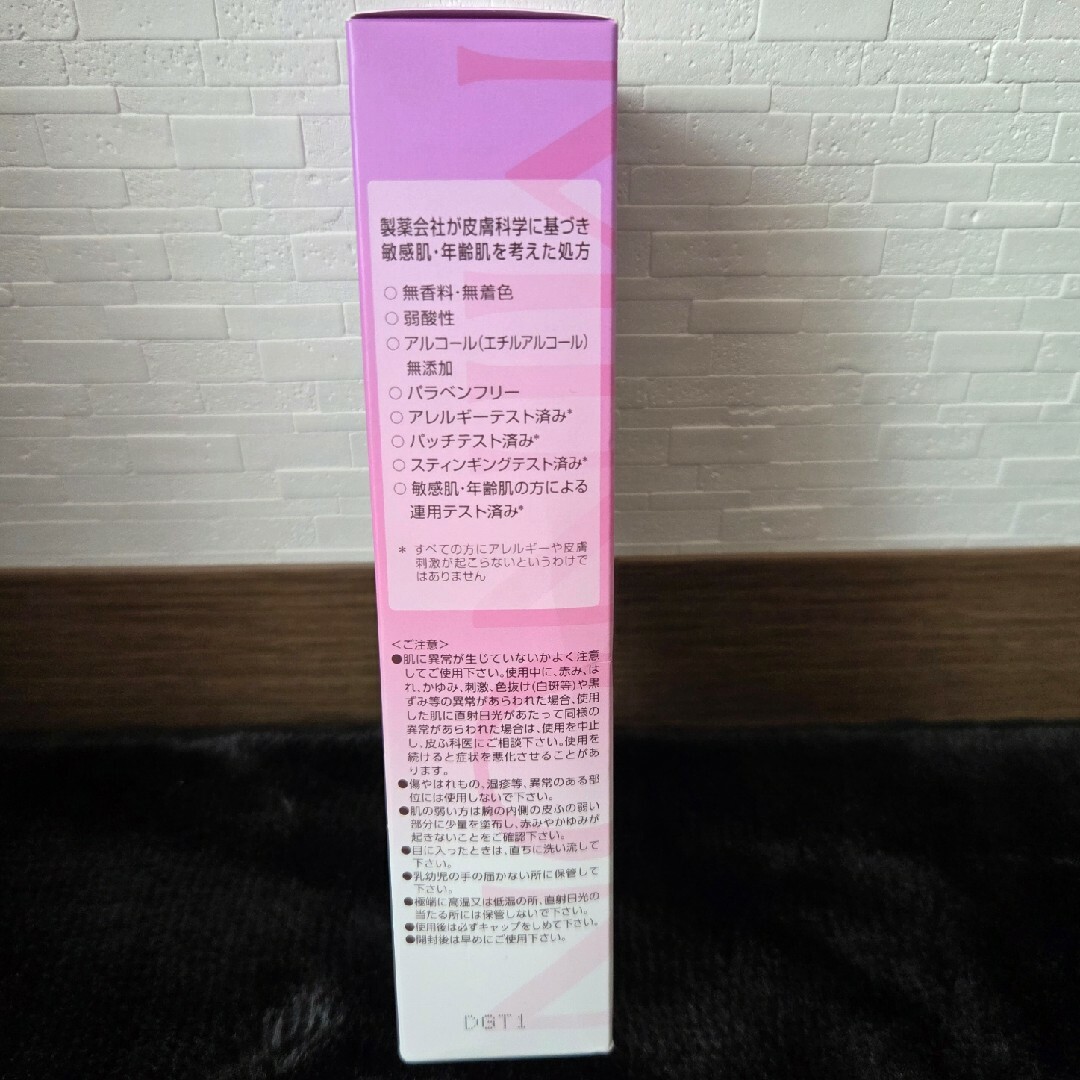 製薬会社が皮膚科学に基づき
敏感肌・年齢肌を考えた処方
○ 無香料・無着色
○ 弱酸性
○ アルコール(エチルアルコール)
無添加
○ パラベンフリー
○ アレルギーテスト済み*
○ パッチテスト済み*
○ スティンギングテスト済み*
○ 敏感肌・年齢肌の方による
連用テスト済み*
* すべての方にアレルギーや皮膚
刺激が起こらないというわけで
はありません
<ご注意>
●肌に異常が生じていないかよく注意
してご使用下さい。使用中に、赤み、は
れ、かゆみ、刺激、色抜け(白斑等)や黒
ずみ等の異常があらわれた場合、使用
した肌に直射日光があたって同様の
異常があらわれた場合は、使用を中止
し、皮ふ科医にご相談下さい。使用を
続けると症状を悪化させることがあ
ります。
●傷やはれもの、湿疹等、異常のある部
位には使用しないで下さい。
●肌の弱い方は腕の内側の皮ふの弱い
部分に少量を塗布し、赤みやかゆみが
起きないことをご確認下さい。
●目に入ったときは、直ちに洗い流して
下さい。
●乳幼児の手の届かない所に保管して
下さい。
●極端に高温又は低温の所、直射日光の
当たる所には保管しないで下さい。
●使用後は必ずキャップをしめて下さい。
●開封後は早めにご使用下さい。
DGT1